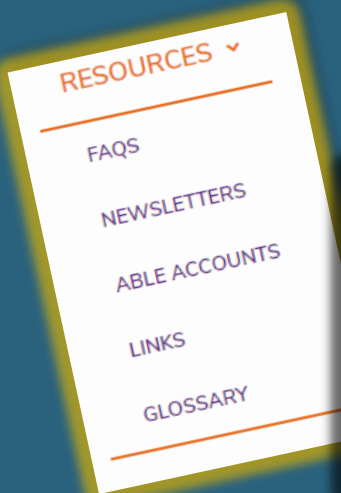 RESOURCES
FAQS
NEWSLETTERS
ABLE ACCOUNTS
LINKS
GLOSSARY